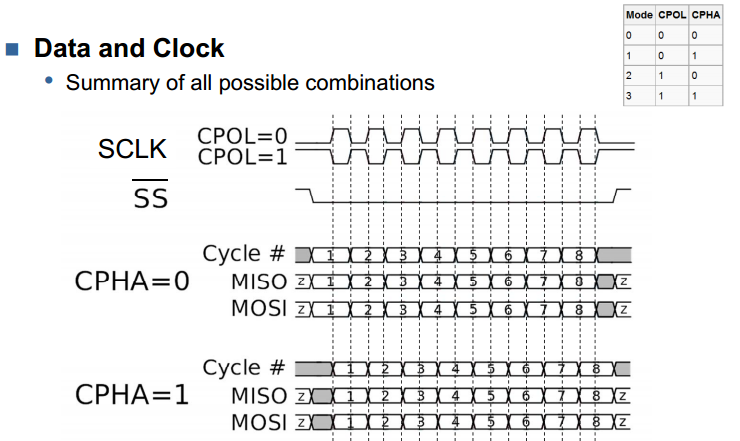 Data and Clock
Summary of all possible combinations
Mode CPOL CPHA
0 0 0
1 0 1
2 1 0
3 1 1
SCLK CPOL=0
CPOL=1
SS
Cycle # 1 2 3 4 5 6 7 8
CPHA=0 MISO z 1 2 3 4 5 6 7 8 z
MOSI z 1 2 3 4 5 6 7 8 z
Cycle # 1 2 3 4 5 6 7 8
CPHA=1 MISO z 1 2 3 4 5 6 7 8 z
MOSI z 1 2 3 4 5 6 7 8 z